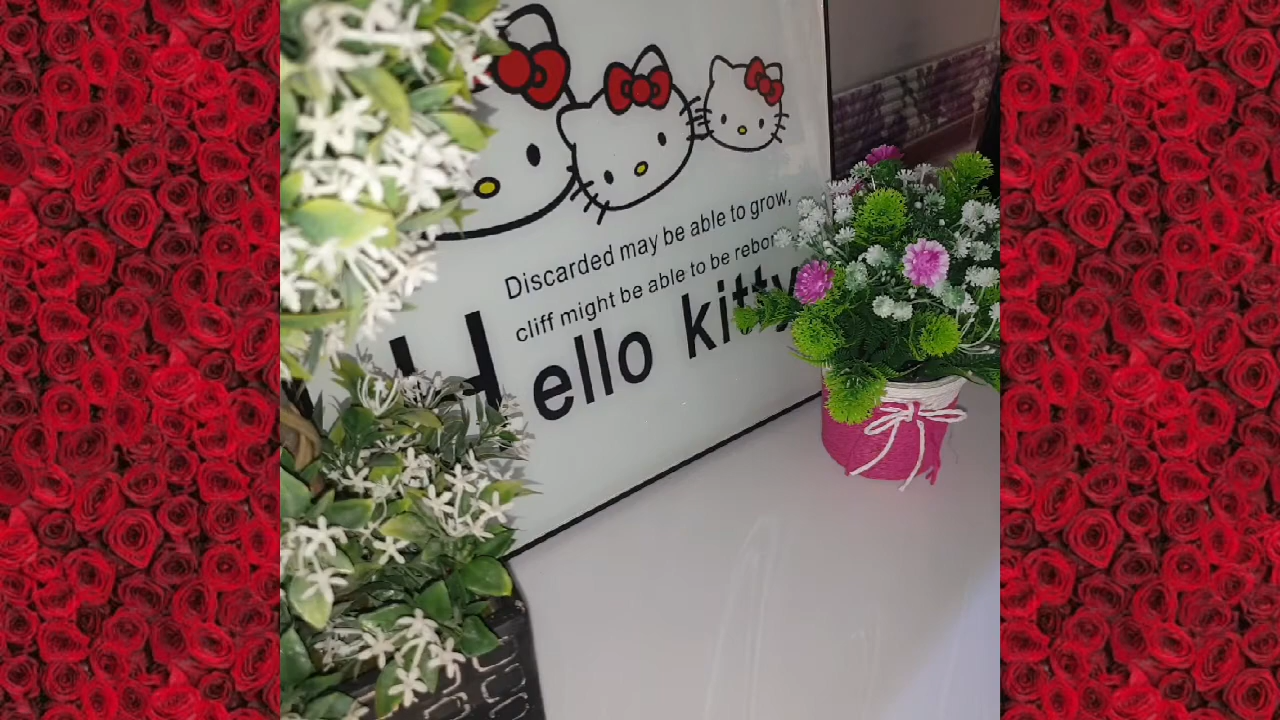 Discarded may be able to grow,
cliff might be able to be rebor
Hello kitty